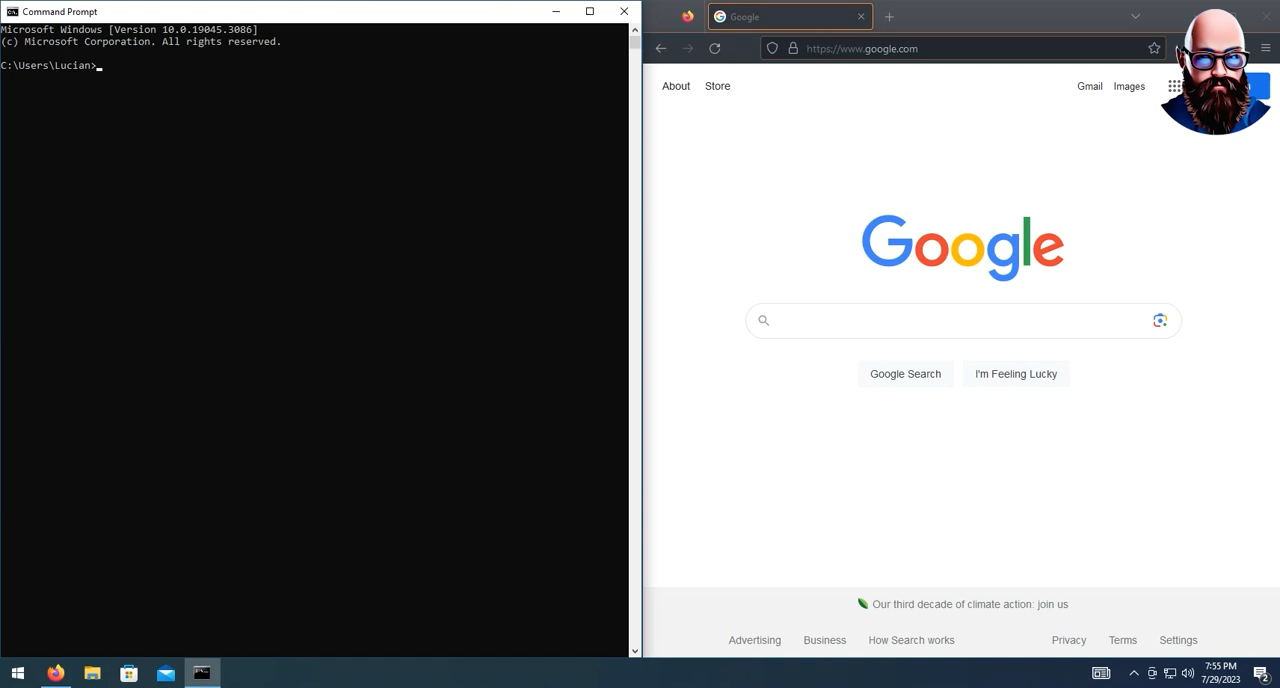 Command Prompt
Microsoft Windows [Version 10.0.19045.3086]
(c) Microsoft Corporation. All rights reserved.
C:\Users\Lucian>
Google
https://www.google.com
About Store
Gmail Images
Google
Google Search I'm Feeling Lucky
Our third decade of climate action: join us
Advertising Business How Search works Privacy Terms Settings
7:55 PM
7/29/2023
2